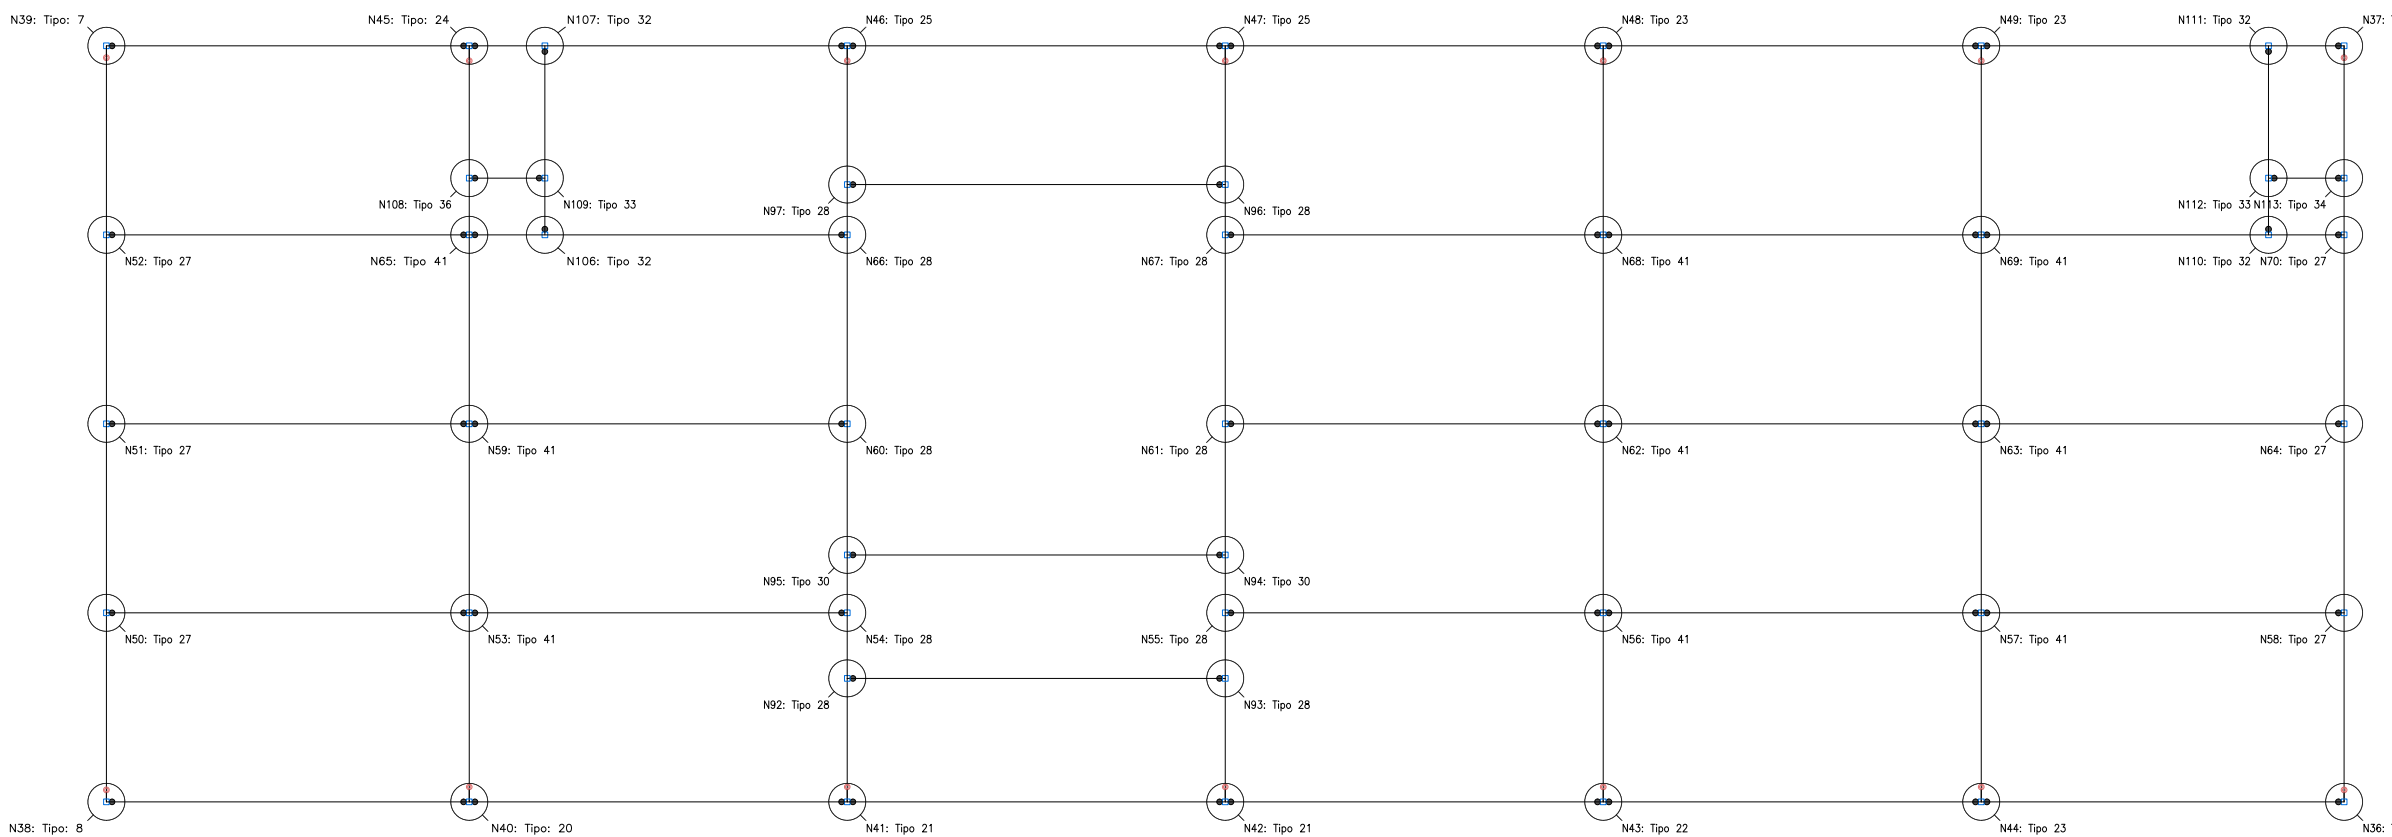 N39: Tipo: 7
N45: Tipo: 24
N107: Tipo 32
N46: Tipo 25
N47: Tipo 25
N48: Tipo 23
N49: Tipo 23
N111: Tipo 32
N37:
N108: Tipo 36
N109: Tipo 33
N97: Tipo 28
N96: Tipo 28
N112: Tipo 33
N113: Tipo 34
N52: Tipo 27
N65: Tipo 41
N106: Tipo 32
N66: Tipo 28
N67: Tipo 28
N68: Tipo 41
N69: Tipo 41
N110: Tipo 32
N70: Tipo 27
N51: Tipo 27
N59: Tipo 41
N60: Tipo 28
N61: Tipo 28
N62: Tipo 41
N63: Tipo 41
N64: Tipo 27
N95: Tipo 30
N94: Tipo 30
N50: Tipo 27
N53: Tipo 41
N54: Tipo 28
N55: Tipo 28
N56: Tipo 41
N57: Tipo 41
N58: Tipo 27
N92: Tipo 28
N93: Tipo 28
N38: Tipo: 8
N40: Tipo: 20
N41: Tipo 21
N42: Tipo 21
N43: Tipo 22
N44: Tipo 23
N36: